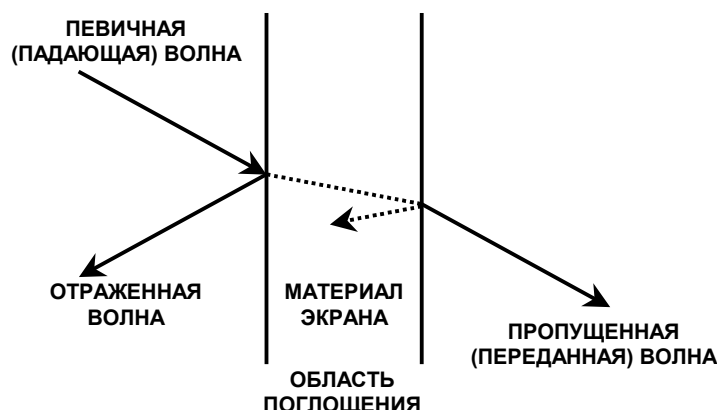 ПЕВИЧНАЯ
(ПАДАЮЩАЯ) ВОЛНА
ОТРАЖЕННАЯ
ВОЛНА
МАТЕРИАЛ
ЭКРАНА
ПРОПУЩЕННАЯ
(ПЕРЕДАННАЯ) ВОЛНА
ОБЛАСТЬ
ПОГЛОЩЕНИЯ